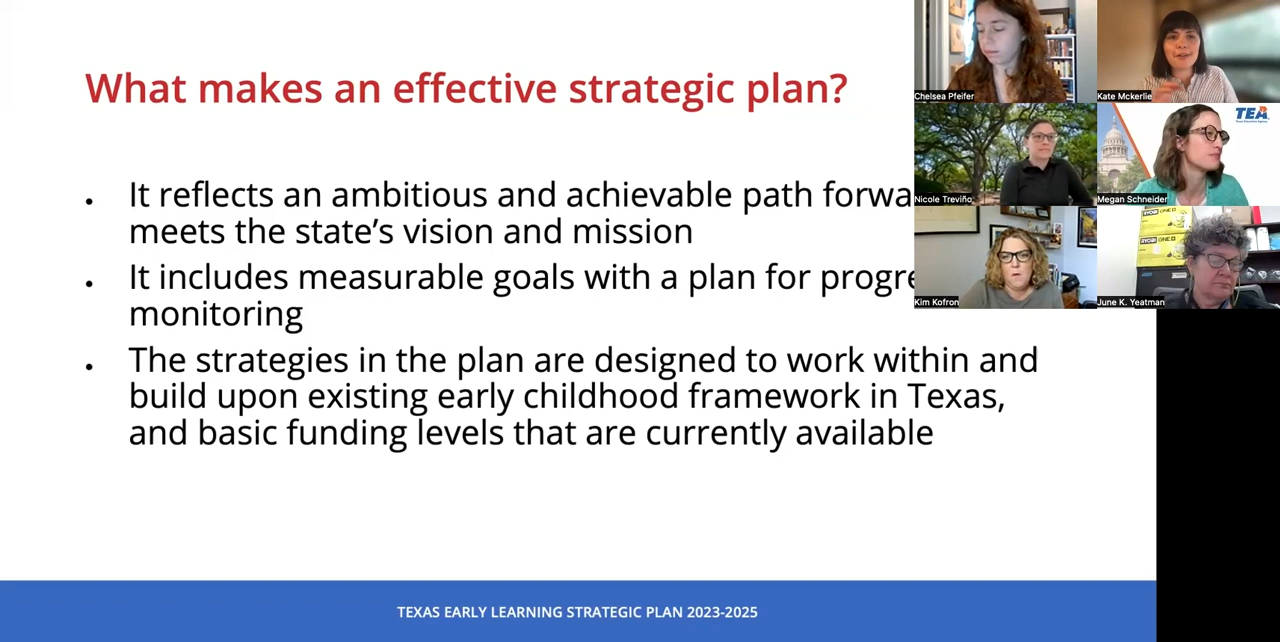 What makes an effective strategic plan?
It reflects an ambitious and achievable path forwa
meets the state's vision and mission
It includes measurable goals with a plan for progre
monitoring
The strategies in the plan are designed to work within and
build upon existing early childhood framework in Texas,
and basic funding levels that are currently available
TEXAS EARLY LEARNING STRATEGIC PLAN 2023-2025
Chelsea Pfeifer
Kate Mckerlie
Nicole Treviño
TEA
Megan Schneider
Kim Kofron
RYOBI
RYOBI
June K. Yeatman